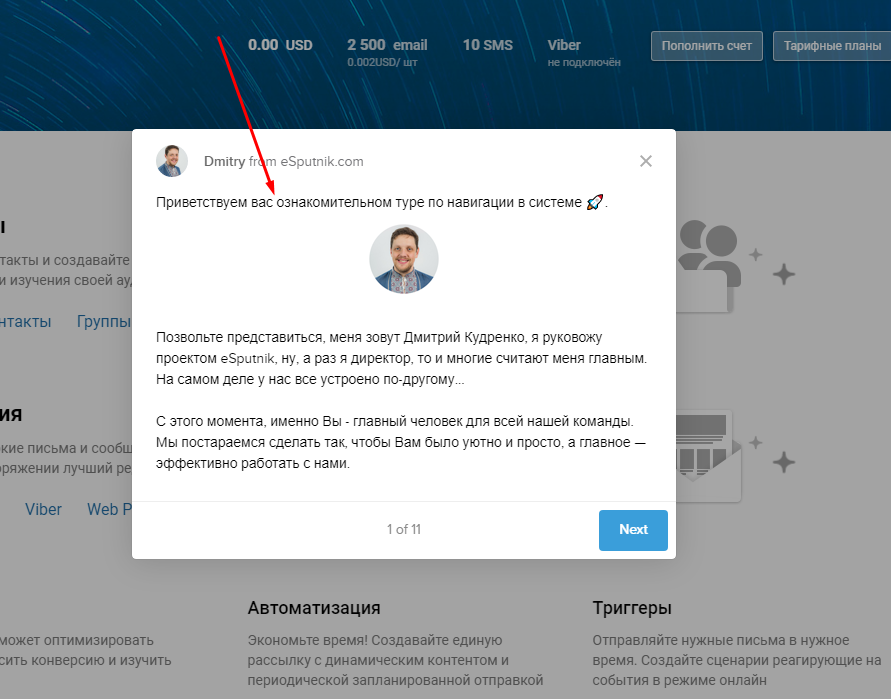 0.00 USD
2 500 email
10 SMS
Viber
Пополнить счет
Тарифные планы
0.002USD/ шт
не подключён
Dmitry from eSputnik.com
Приветствуем вас ознакомительном туре по навигации в системе 🚀.
ы
такты и создавайте
и изучения своей ау
нтакты Группы
Позвольте представиться, меня зовут Дмитрий Кудренко, я руковожу
проектом eSputnik, ну, а раз я директор, то и многие считают меня главным.
На самом деле у нас все устроено по-другому...
С этого момента, именно Вы - главный человек для всей нашей команды.
Мы постараемся сделать так, чтобы Вам было уютно и просто, а главное —
эффективно работать с нами.
ия
кие письма и сообщ
оряжении лучший ре
Viber Web P
1 of 11
Next
может оптимизировать
сить конверсию и изучить
Автоматизация
Экономьте время! Создавайте единую
рассылку с динамическим контентом и
периодической запланированной отправкой
Триггеры
Отправляйте нужные письма в нужное
время. Создайте сценарии реагирующие на
события в режиме онлайн